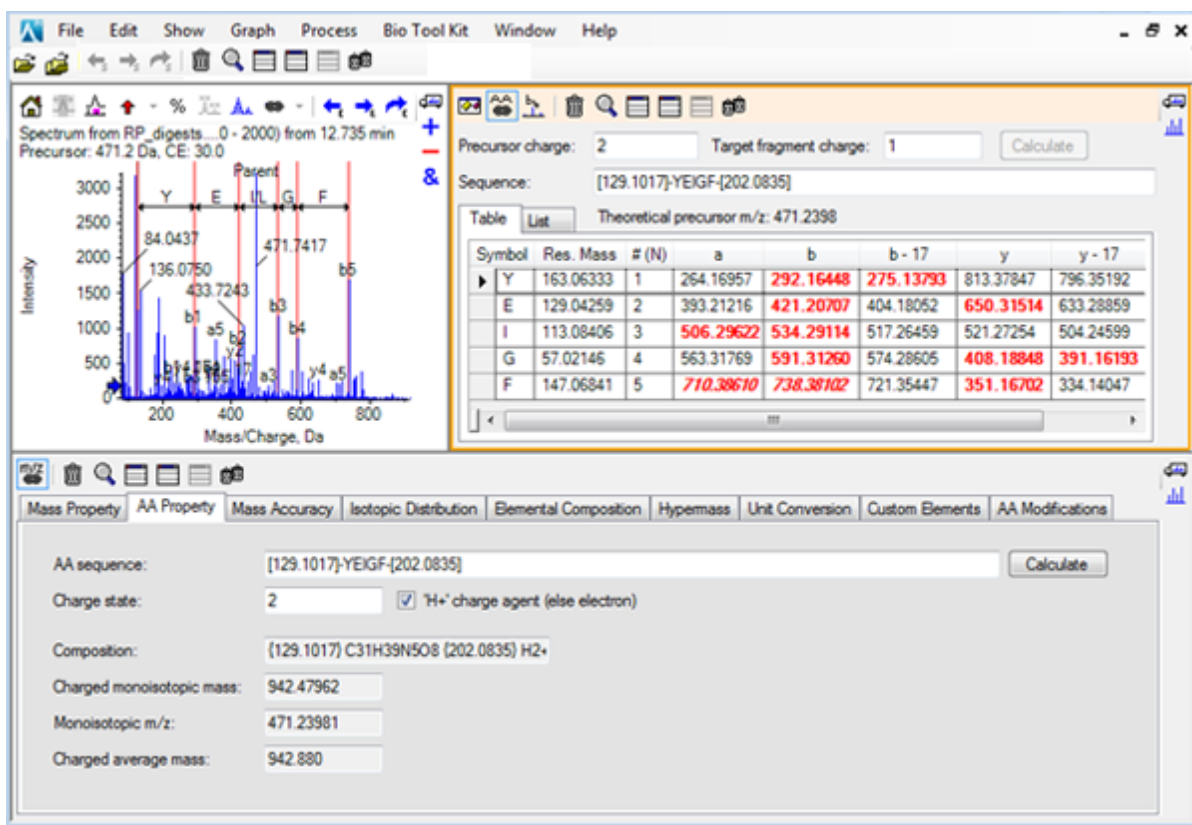 File Edit Show Graph Process Bio Tool Kit Window Help
Spectrum from RP_digests....0 - 2000) from 12.735 min
Precursor: 471.2 Da, CE: 30.0
Parent
Y E I/L G F
3000
2500
2000
1500
1000
500
0
84.0437
136.0750
471.7417
433.7243
b5
b3
b1
a5
b2
b4
y2
a3
y4
a5
200 400 600 800
Intensity
Mass/Charge, Da
Precursor charge: 2 Target fragment charge: 1 Calculate
Sequence: [129.1017]-YEIGF-[202.0835]
Table List Theoretical precursor m/z: 471.2398
Symbol Res. Mass # (N) a b b - 17 y y - 17
Y 163.06333 1 264.16957 292.16448 275.13793 813.37847 796.35192
E 129.04259 2 393.21216 421.20707 404.18052 650.31514 633.28859
I 113.08406 3 506.29622 534.29114 517.26459 521.27254 504.24599
G 57.02146 4 563.31769 591.31260 574.28605 408.18848 391.16193
F 147.06841 5 710.38610 738.38102 721.35447 351.16702 334.14047
m/z
Mass Property AA Property Mass Accuracy Isotopic Distribution Elemental Composition Hypermass Unit Conversion Custom Elements AA Modifications
AA sequence: [129.1017]-YEIGF-[202.0835] Calculate
Charge state: 2 'H+' charge agent (else electron)
Composition: {129.1017} C31H39N5O8 {202.0835} H2+
Charged monoisotopic mass: 942.47962
Monoisotopic m/z: 471.23981
Charged average mass: 942.880